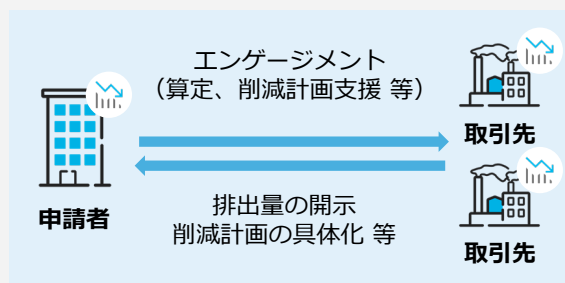 エンゲージメント
（算定、削減計画支援 等）
申請者
取引先
取引先
排出量の開示
削減計画の具体化 等